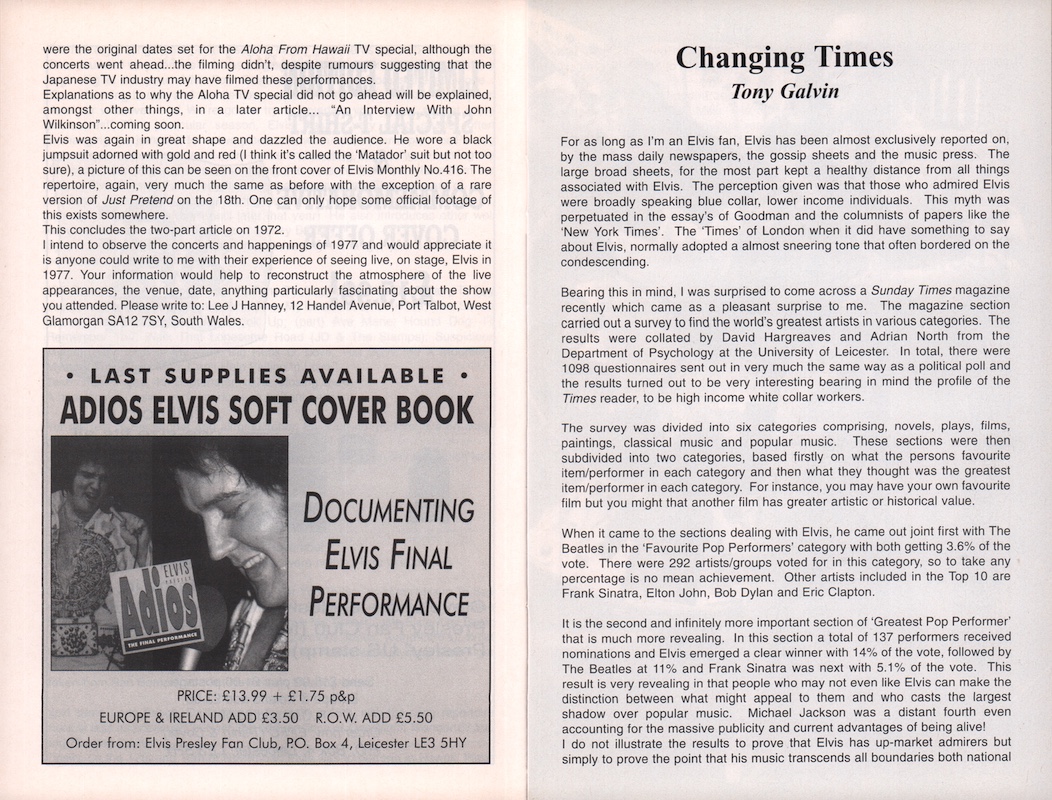 were the original dates set for the Aloha From Hawaii TV special, although the
concerts went ahead...the filming didn't, despite rumours suggesting that the
Japanese TV industry may have filmed these performances.
Explanations as to why the Aloha TV special did not go ahead will be explained,
amongst other things, in a later article... “An Interview With John
Wilkinson”...coming soon.
Elvis was again in great shape and dazzled the audience. He wore a black
jumpsuit adorned with gold and red (I think it's called the ‘Matador’ suit but not too
sure), a picture of this can be seen on the front cover of Elvis Monthly No.416. The
repertoire, again, very much the same as before with the exception of a rare
version of Just Pretend on the 18th. One can only hope some official footage of
this exists somewhere.
This concludes the two-part article on 1972.
I intend to observe the concerts and happenings of 1977 and would appreciate it
is anyone could write to me with their experience of seeing live, on stage, Elvis in
1977. Your information would help to reconstruct the atmosphere of the live
appearances, the venue, date, anything particularly fascinating about the show
you attended. Please write to: Lee J Hanney, 12 Handel Avenue, Port Talbot, West
Glamorgan SA12 7SY, South Wales.
• LAST SUPPLIES AVAILABLE •
ADIOS ELVIS SOFT COVER BOOK
DOCUMENTING
ELVIS FINAL
PERFORMANCE
ELVIS
Adios
THE FINAL PERFORMANCE
PRICE: £13.99 + £1.75 p&p
EUROPE & IRELAND ADD £3.50 R.O.W. ADD £5.50
Order from: Elvis Presley Fan Club, P.O. Box 4, Leicester LE3 5HY
Changing Times
Tony Galvin
For as long as I'm an Elvis fan, Elvis has been almost exclusively reported on,
by the mass daily newspapers, the gossip sheets and the music press. The
large broad sheets, for the most part kept a healthy distance from all things
associated with Elvis. The perception given was that those who admired Elvis
were broadly speaking blue collar, lower income individuals. This myth was
perpetuated in the essay's of Goodman and the columnists of papers like the
‘New York Times’. The ‘Times’ of London when it did have something to say
about Elvis, normally adopted a almost sneering tone that often bordered on the
condescending.
Bearing this in mind, I was surprised to come across a Sunday Times magazine
recently which came as a pleasant surprise to me. The magazine section
carried out a survey to find the world's greatest artists in various categories. The
results were collated by David Hargreaves and Adrian North from the
Department of Psychology at the University of Leicester. In total, there were
1098 questionnaires sent out in very much the same way as a political poll and
the results turned out to be very interesting bearing in mind the profile of the
Times reader, to be high income white collar workers.
The survey was divided into six categories comprising, novels, plays, films,
paintings, classical music and popular music. These sections were then
subdivided into two categories, based firstly on what the persons favourite
item/performer in each category and then what they thought was the greatest
item/performer in each category. For instance, you may have your own favourite
film but you might that another film has greater artistic or historical value.
When it came to the sections dealing with Elvis, he came out joint first with The
Beatles in the ‘Favourite Pop Performers’ category with both getting 3.6% of the
vote. There were 292 artists/groups voted for in this category, so to take any
percentage is no mean achievement. Other artists included in the Top 10 are
Frank Sinatra, Elton John, Bob Dylan and Eric Clapton.
It is the second and infinitely more important section of ‘Greatest Pop Performer’
that is much more revealing. In this section a total of 137 performers received
nominations and Elvis emerged a clear winner with 14% of the vote, followed by
The Beatles at 11% and Frank Sinatra was next with 5.1% of the vote. This
result is very revealing in that people who may not even like Elvis can make the
distinction between what might appeal to them and who casts the largest
shadow over popular music. Michael Jackson was a distant fourth even
accounting for the massive publicity and current advantages of being alive!
I do not illustrate the results to prove that Elvis has up-market admirers but
simply to prove the point that his music transcends all boundaries both national